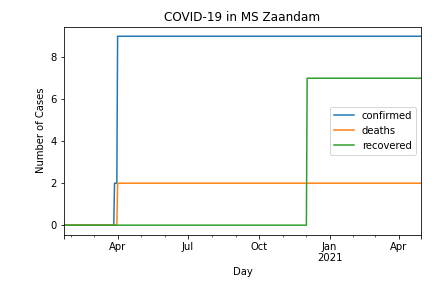 COVID-19 in MS Zaandam
Number of Cases
8
6
4
2
0
confirmed
deaths
recovered
Apr
Jul
Oct
Jan
2021
Apr
Day